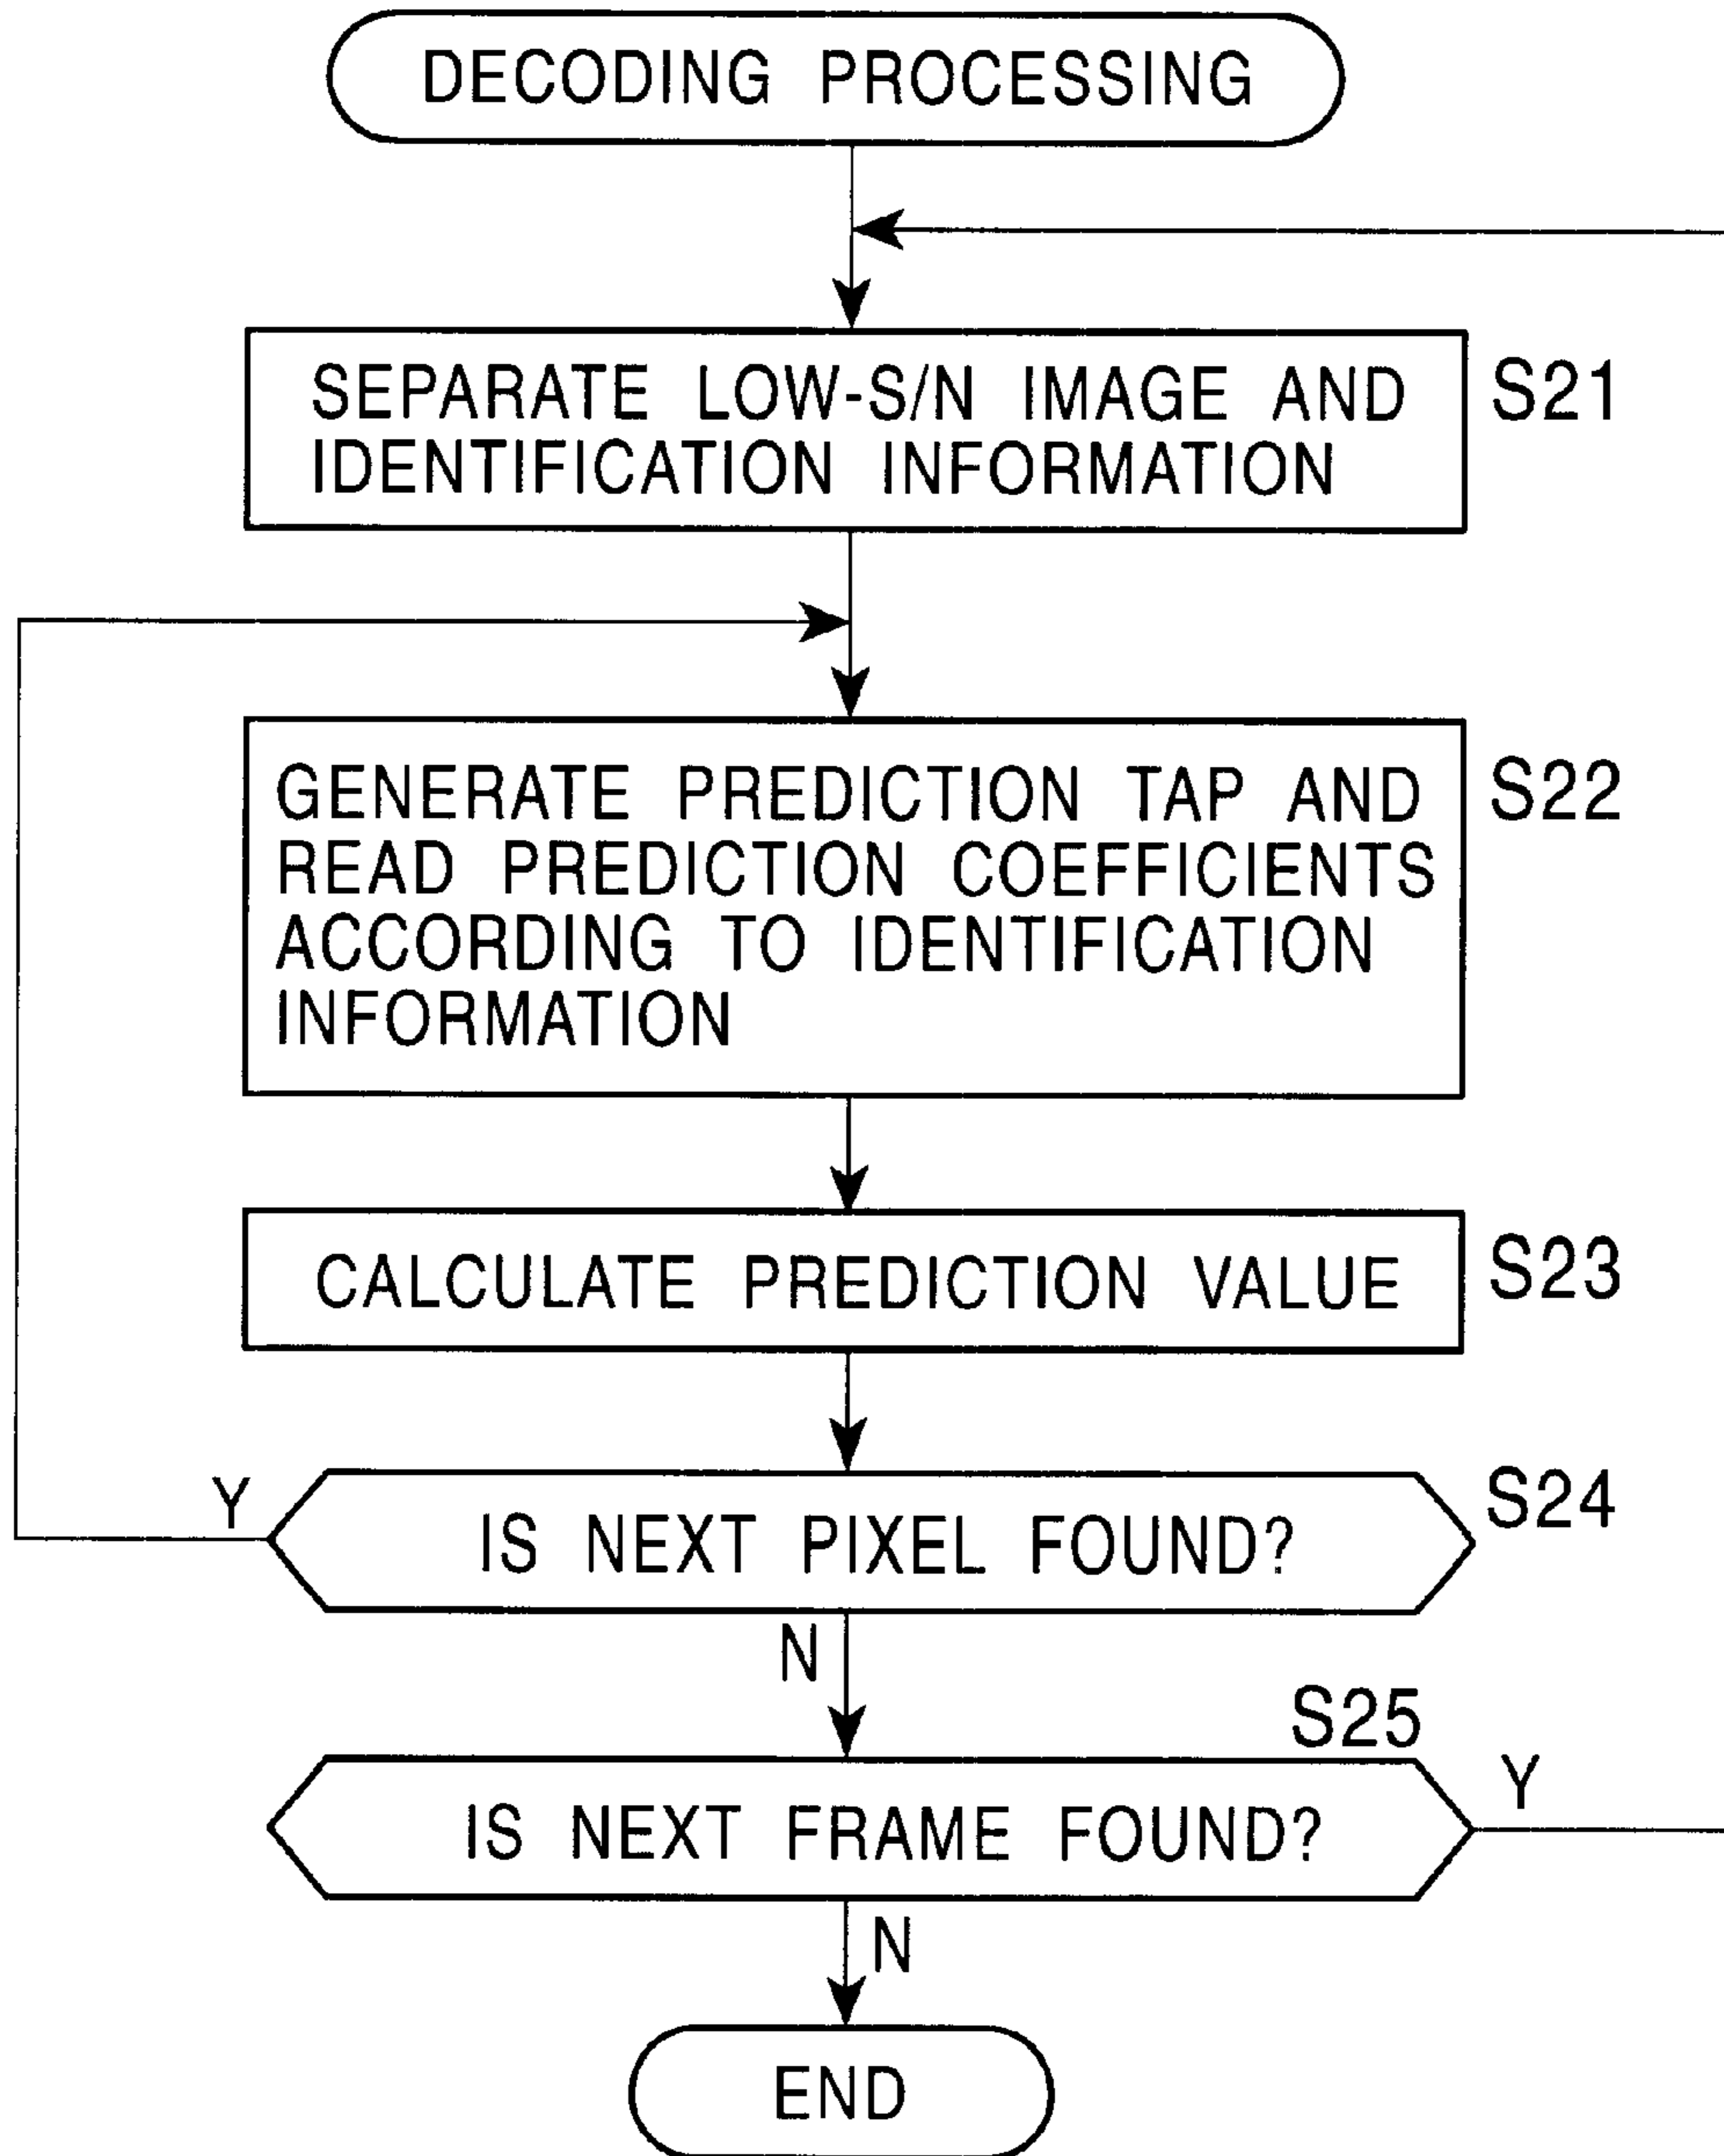 DECODING PROCESSING
SEPARATE LOW-S/N IMAGE AND
IDENTIFICATION INFORMATION
S21
GENERATE PREDICTION TAP AND
READ PREDICTION COEFFICIENTS
ACCORDING TO IDENTIFICATION
INFORMATION
S22
CALCULATE PREDICTION VALUE
S23
Y
IS NEXT PIXEL FOUND?
S24
N
S25
IS NEXT FRAME FOUND?
Y
N
END